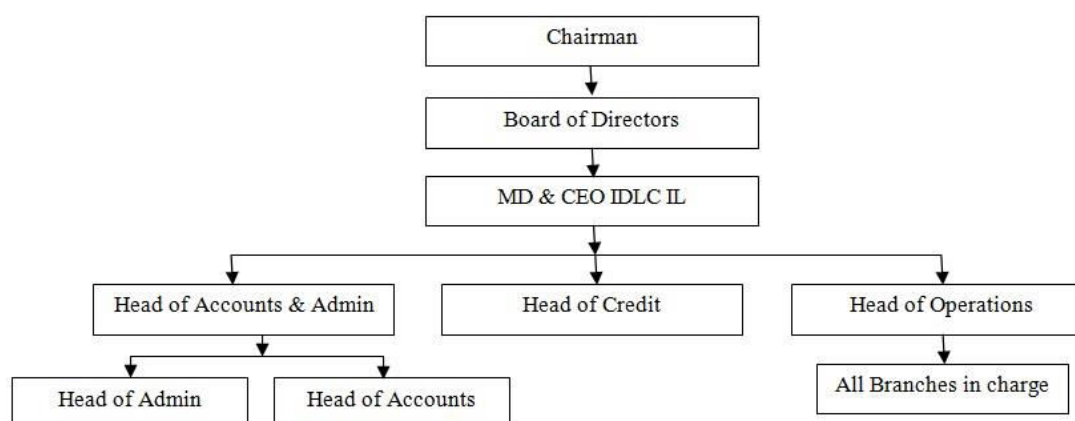 Chairman
Board of Directors
MD & CEO IDLC IL
Head of Accounts & Admin
Head of Credit
Head of Operations
Head of Admin
Head of Accounts
All Branches in charge